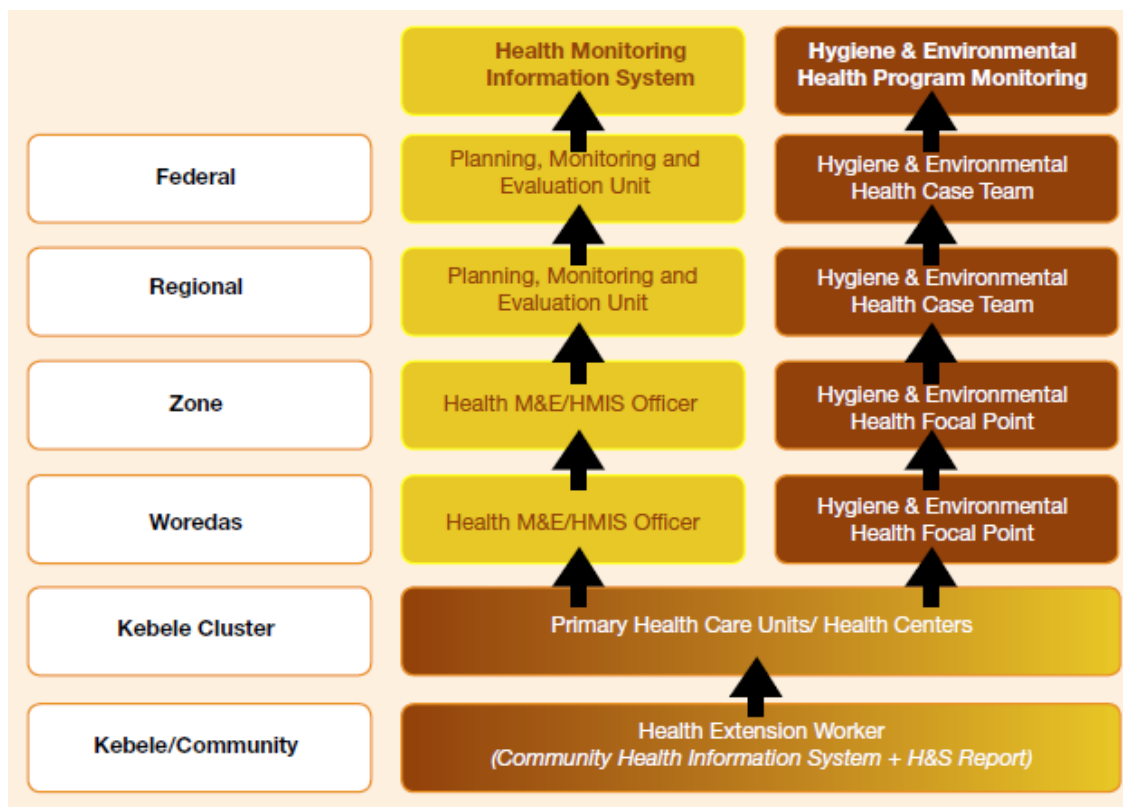 Health Monitoring
Information System
Hygiene & Environmental
Health Program Monitoring
Federal
Planning, Monitoring and
Evaluation Unit
Hygiene & Environmental
Health Case Team
Regional
Planning, Monitoring and
Evaluation Unit
Hygiene & Environmental
Health Case Team
Zone
Health M&E/HMIS Officer
Hygiene & Environmental
Health Focal Point
Woredas
Health M&E/HMIS Officer
Hygiene & Environmental
Health Focal Point
Kebele Cluster
Primary Health Care Units/ Health Centers
Kebele/Community
Health Extension Worker
(Community Health Information System + H&S Report)